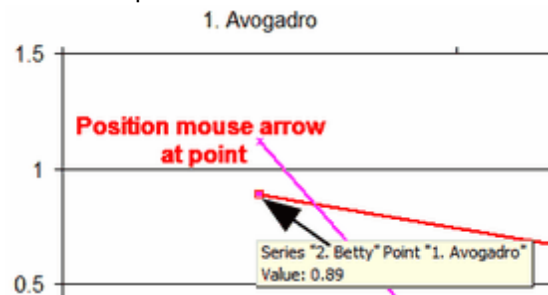 1. Avogadro
1.5
Position mouse arrow
at point
1
Series "2. Betty" Point "1. Avogadro"
Value: 0.89
0.5